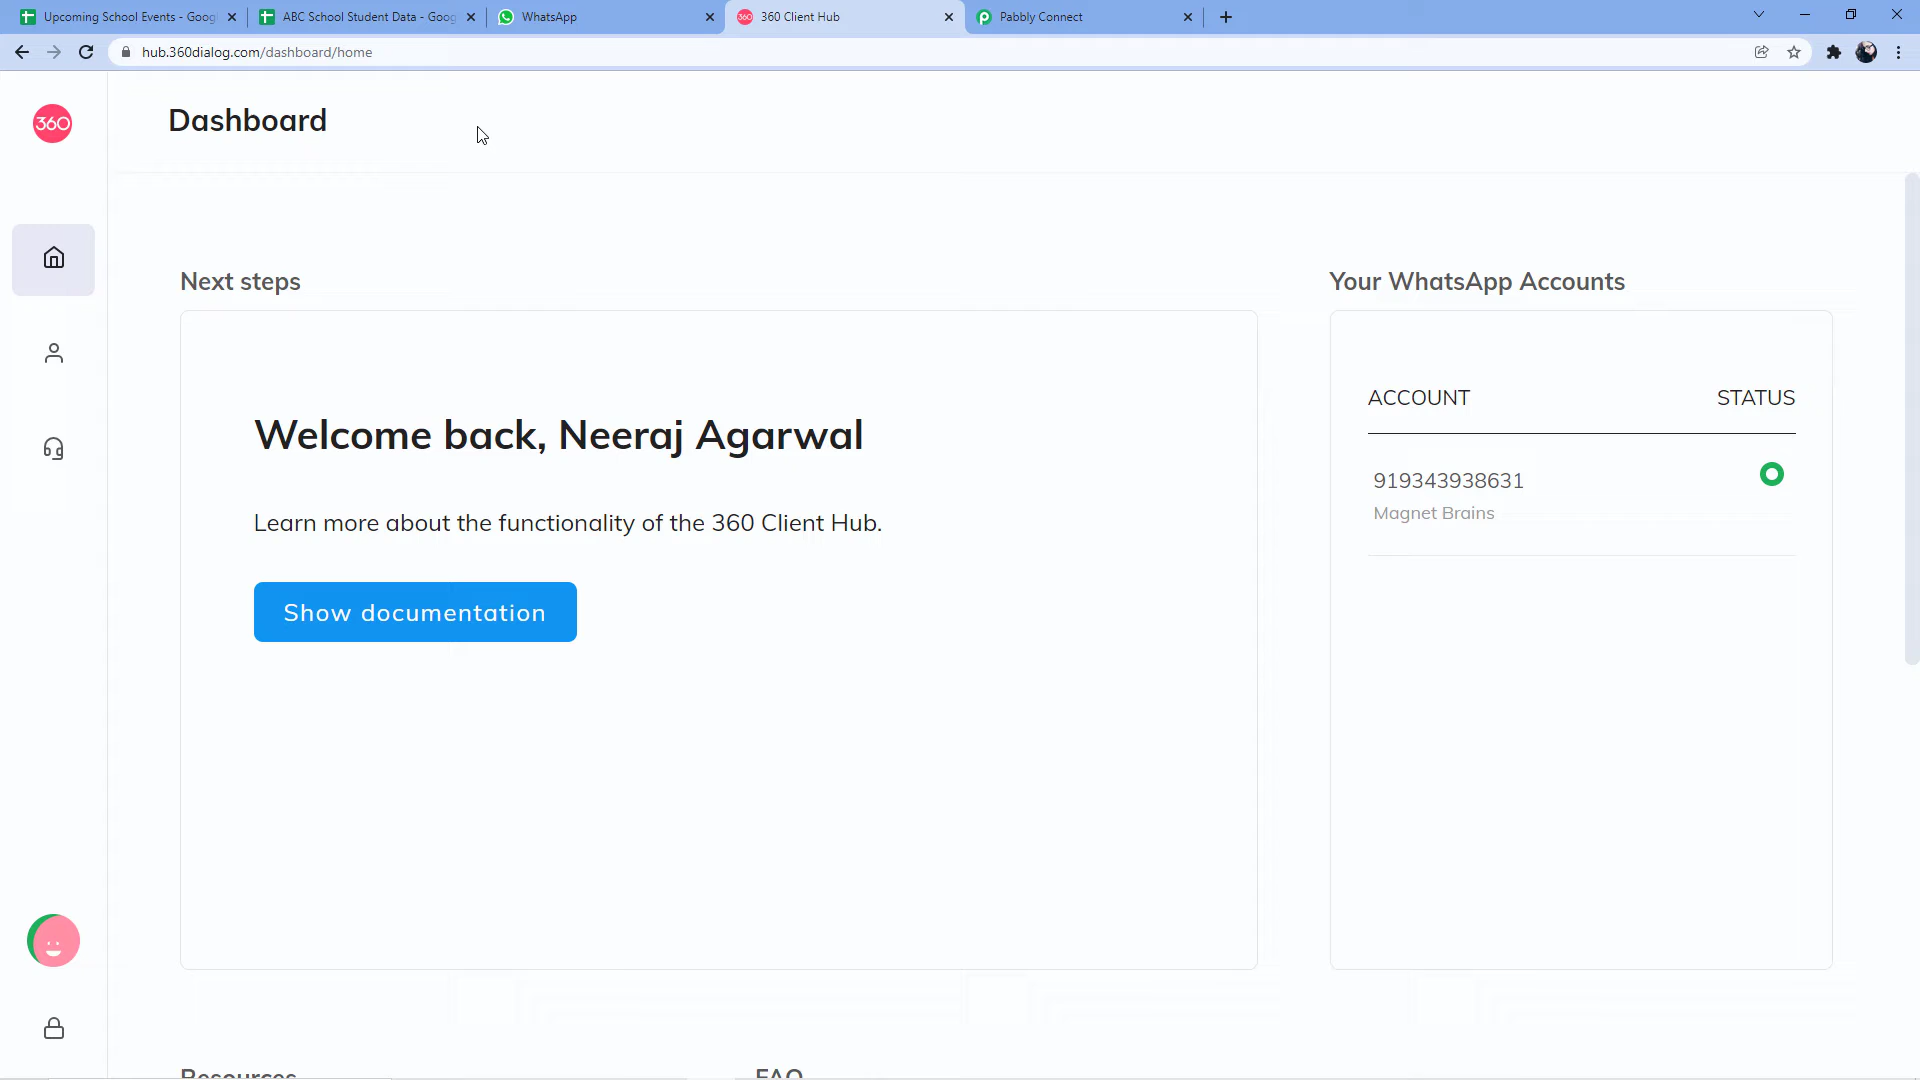 Upcoming School Events - Goog
ABC School Student Data - Goog
WhatsApp
360 Client Hub
Pabbly Connect
hub.360dialog.com/dashboard/home
360
Dashboard
Next steps
Your WhatsApp Accounts
Welcome back, Neeraj Agarwal
Learn more about the functionality of the 360 Client Hub.
Show documentation
ACCOUNT STATUS
919343938631
Magnet Brains
Resources
FAQ